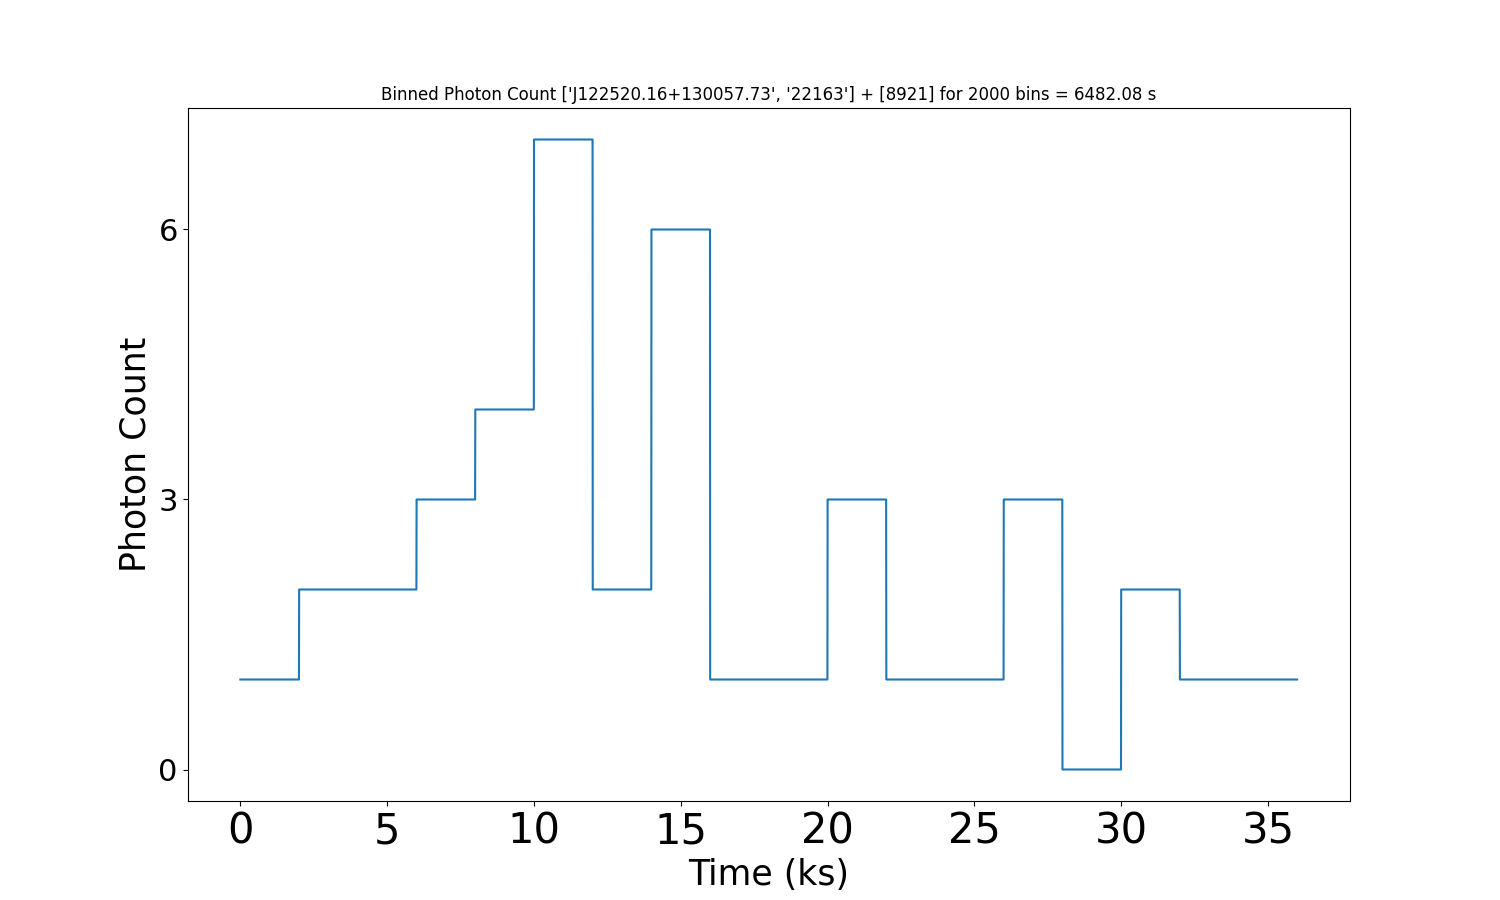 Binned Photon Count ['J122520.16+130057.73', '22163'] + [8921] for 2000 bins = 6482.08 s
6
3
0
Photon Count
0 5 10 15 20 25 30 35
Time (ks)